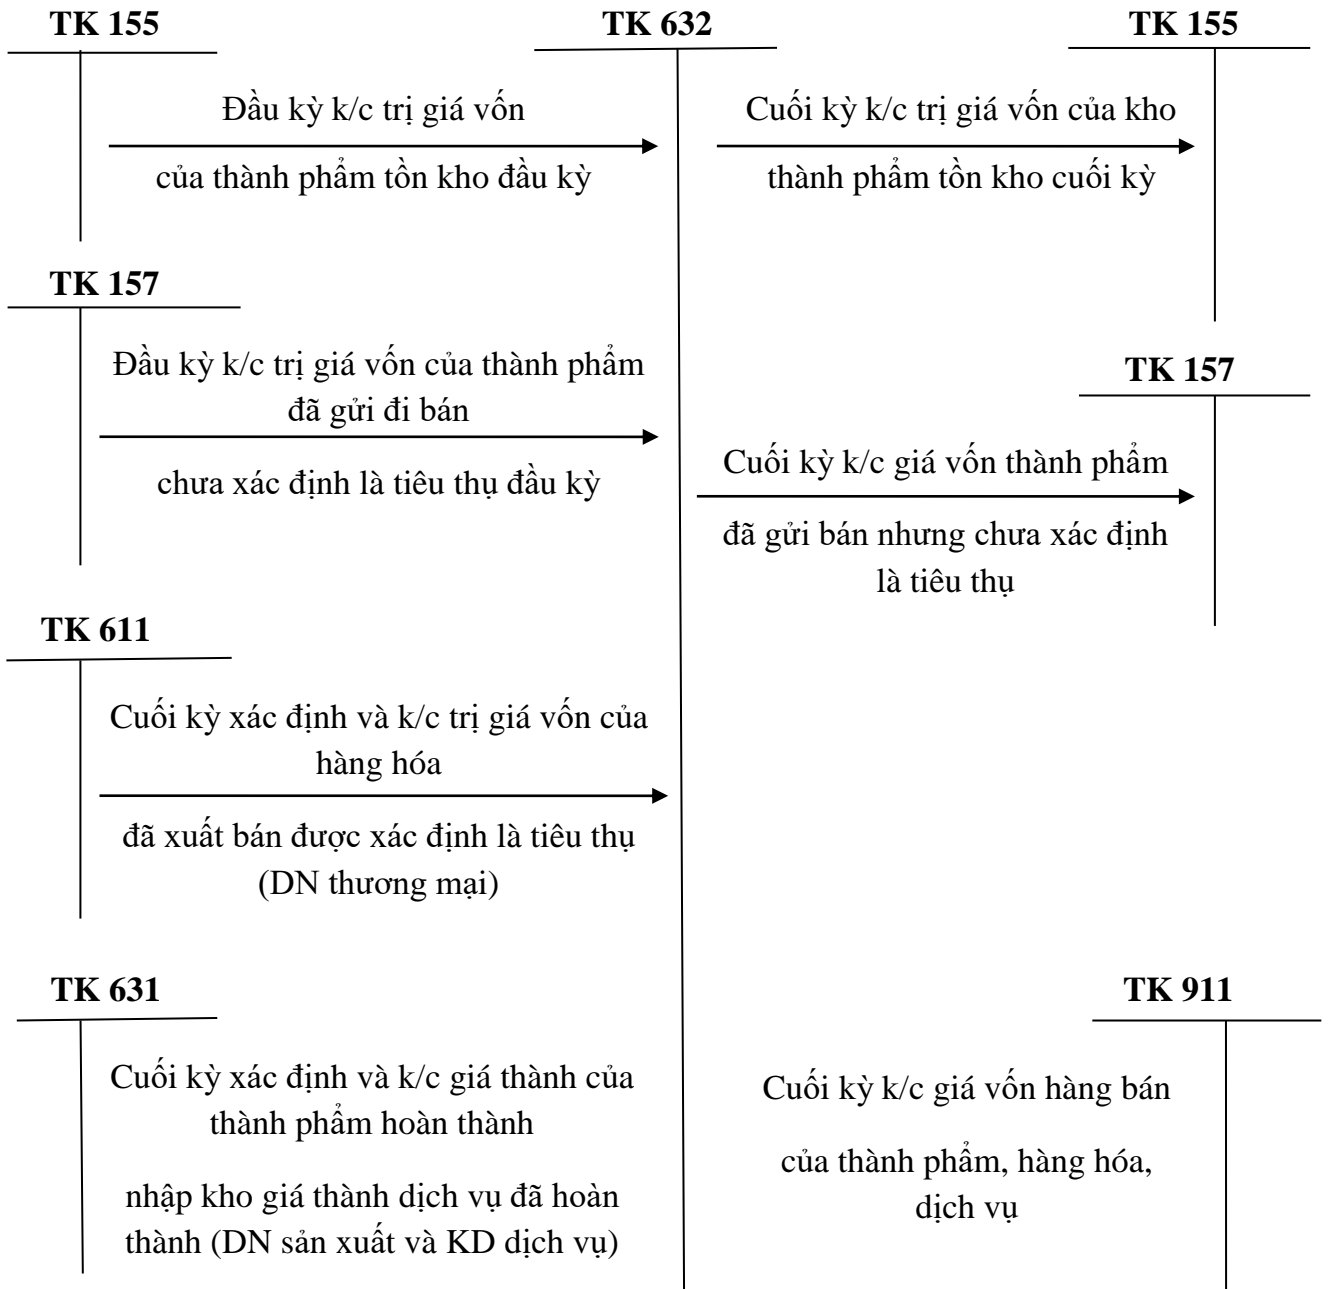 TK 155
TK 632
TK 155
Đầu kỳ k/c trị giá vốn
của thành phẩm tồn kho đầu kỳ
Cuối kỳ k/c trị giá vốn của kho
thành phẩm tồn kho cuối kỳ
TK 157
Đầu kỳ k/c trị giá vốn của thành phẩm
đã gửi đi bán
chưa xác định là tiêu thụ đầu kỳ
TK 157
Cuối kỳ k/c giá vốn thành phẩm
đã gửi bán nhưng chưa xác định
là tiêu thụ
TK 611
Cuối kỳ xác định và k/c trị giá vốn của
hàng hóa
đã xuất bán được xác định là tiêu thụ
(DN thương mại)
TK 631
Cuối kỳ xác định và k/c giá thành của
thành phẩm hoàn thành
nhập kho giá thành dịch vụ đã hoàn
thành (DN sản xuất và KD dịch vụ)
TK 911
Cuối kỳ k/c giá vốn hàng bán
của thành phẩm, hàng hóa,
dịch vụ